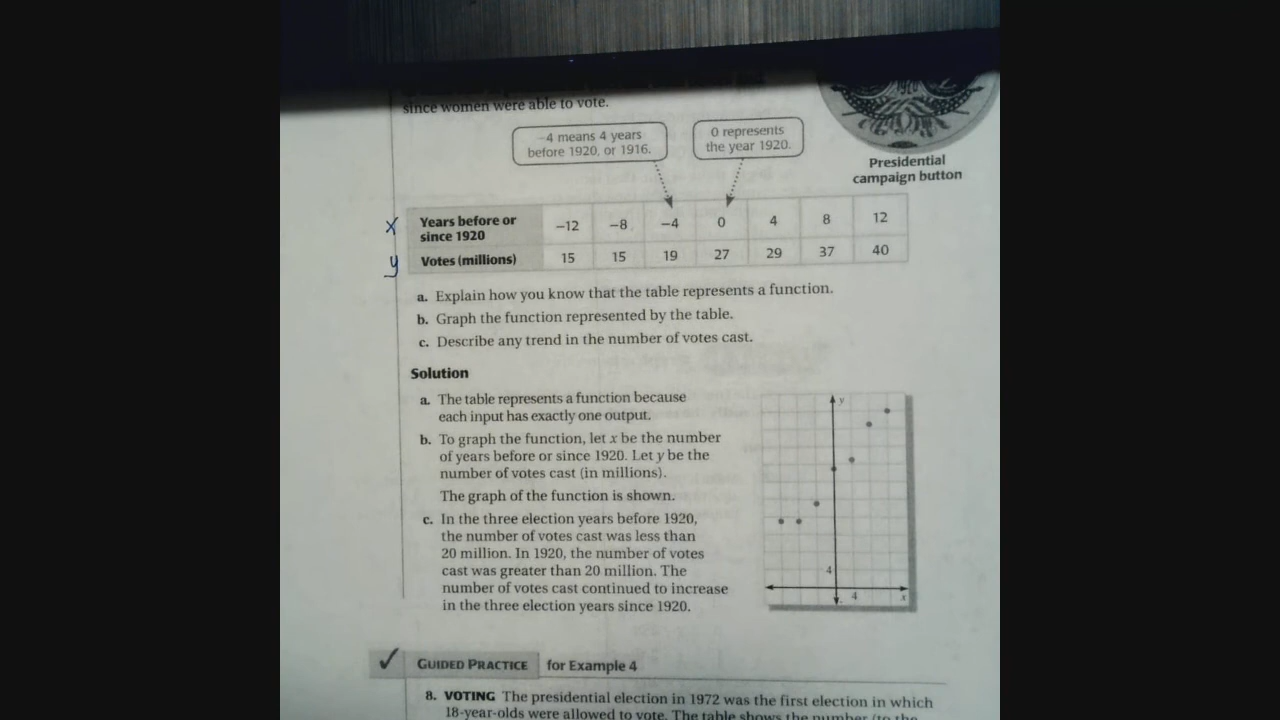 since women were able to vote.
-4 means 4 years
before 1920, or 1916.
0 represents
the year 1920.
1920
Presidential
campaign button
x
Years before or
since 1920
-12 -8 -4 0 4 8 12
y
Votes (millions) 15 15 19 27 29 37 40
a. Explain how you know that the table represents a function.
b. Graph the function represented by the table.
c. Describe any trend in the number of votes cast.
Solution
a. The table represents a function because
each input has exactly one output.
b. To graph the function, let x be the number
of years before or since 1920. Let y be the
number of votes cast (in millions).
The graph of the function is shown.
c. In the three election years before 1920,
the number of votes cast was less than
20 million. In 1920, the number of votes
cast was greater than 20 million. The
number of votes cast continued to increase
in the three election years since 1920.
y
4
4
x
✓ GUIDED PRACTICE for Example 4
8. VOTING The presidential election in 1972 was the first election in which
18-year-olds were allowed to vote. The table shows the number (to the